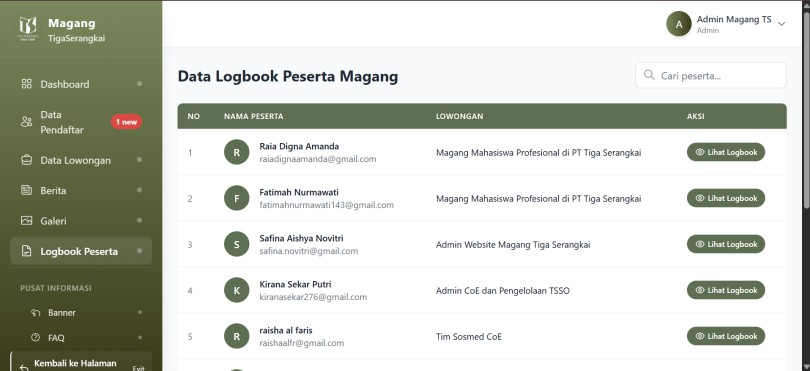 Magang
TigaSerangkai
Dashboard
Data
Pendaftar
1 new
Data Lowongan
Berita
Galeri
Logbook Peserta
PUSAT INFORMASI
Banner
FAQ
Kembali ke Halaman
Exit
A
Admin Magang TS
Admin
Data Logbook Peserta Magang
Cari peserta...
NO NAMA PESERTA LOWONGAN AKSI
1 R Raia Digna Amanda Magang Mahasiswa Profesional di PT Tiga Serangkai Lihat Logbook
raiadignaamanda@gmail.com
2 F Fatimah Nurmawati Magang Mahasiswa Profesional di PT Tiga Serangkai Lihat Logbook
fatimahnurmawati143@gmail.com
3 S Safina Aishya Novitri Admin Website Magang Tiga Serangkai Lihat Logbook
safina.novitri@gmail.com
4 K Kirana Sekar Putri Admin CoE dan Pengelolaan TSSO Lihat Logbook
kiranasekar276@gmail.com
5 R raisha al faris Tim Sosmed CoE Lihat Logbook
raishaalfr@gmail.com